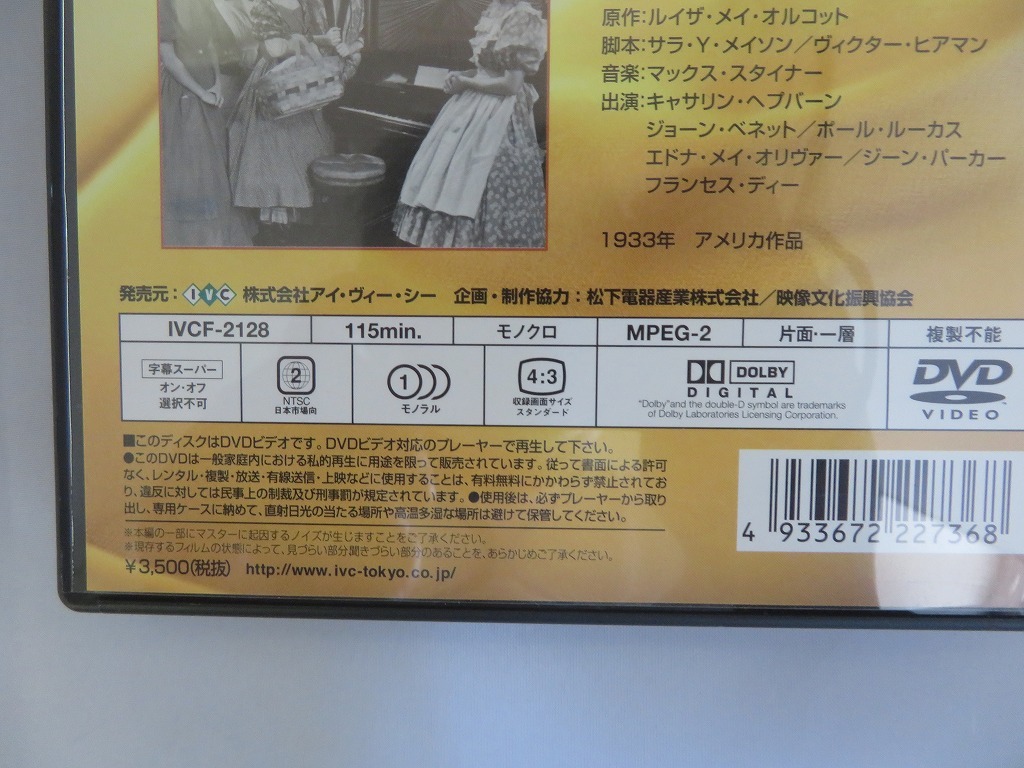 原作:ルイザ・メイ・オルコット
脚本:サラ・Y・メイソン／ヴィクター・ヒアマン
音楽:マックス・スタイナー
出演:キャサリン・ヘプバーン
ジョーン・ベネット／ポール・ルーカス
エドナ・メイ・オリヴァー／ジーン・パーカー
フランセス・ディー
1933年 アメリカ作品
発売元：IVC 株式会社アイ・ヴィー・シー 企画・制作協力：松下電器産業株式会社／映像文化振興協会
IVCF-2128 115min. モノクロ MPEG-2 片面・一層 複製不能
字幕スーパー
オン・オフ
選択不可
2
NTSC
日本市場向
1
モノラル
4:3
収録画面サイズ
スタンダード
DOLBY
DIGITAL
"Dolby"and the double-D symbol are trademarks
of Dolby Laboratories Licensing Corporation.
DVD
VIDEO
■このディスクはDVDビデオです。DVDビデオ対応のプレーヤーで再生して下さい。
●このDVDは一般家庭内における私的再生に用途を限って販売されています。従って書面による許可
なく、レンタル・複製・放送・有線送信・上映などに使用することは、有料無料にかかわらず禁止されてお
り、違反に対しては民事上の制裁及び刑事罰が規定されています。●使用後は、必ずプレーヤーから取り
出し、専用ケースに納めて、直射日光の当たる場所や高温多湿な場所は避けて保管してください。
※本編の一部にマスターに起因するノイズが生じますことをご了承ください。
※現存するフィルムの状態によって、見づらい部分聞きづらい部分のあることを、あらかじめご了承ください。
￥3,500(税抜) http://www.ivc-tokyo.co.jp/
4 933672 227368